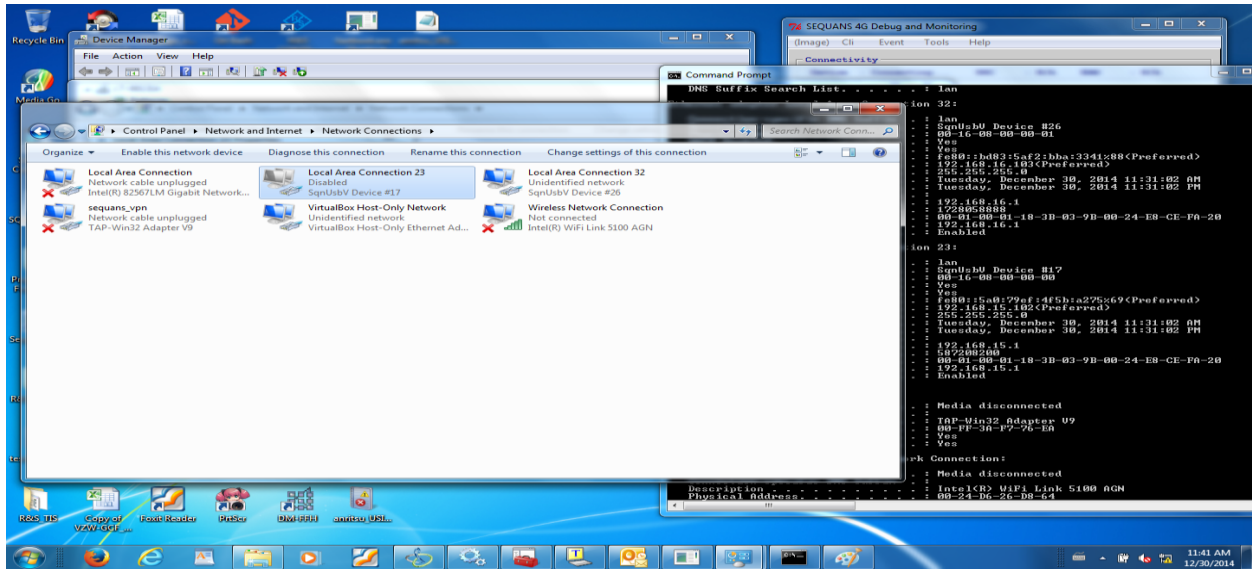 Recycle Bin
Device Manager
File Action View Help
SEQUANS 4G Debug and Monitoring
(Image) Cli Event Tools Help
Connectivity
Media Go
Command Prompt
DNS Suffix Search List. . . . . . : lan
ion 32:
. : lan
. : SqnUsbV Device #26
. : 00-16-08-00-00-01
. : Yes
. : Yes
. : fe80::bd83:5af2:bba:3341%88(Preferred)
. : 192.168.16.103(Preferred)
. : 255.255.255.0
. : Tuesday, December 30, 2014 11:31:02 AM
. : Tuesday, December 30, 2014 11:31:02 PM
. : 192.168.16.1
. : 1728058888
. : 00-01-00-01-18-3B-03-9B-00-24-E8-CE-FA-20
. : 192.168.16.1
. : Enabled
ion 23:
. : lan
. : SqnUsbV Device #17
. : 00-16-08-00-00-00
. : Yes
. : Yes
. : fe80::5a0:79ef:4f5b:a275%69(Preferred)
. : 192.168.15.102(Preferred)
. : 255.255.255.0
. : Tuesday, December 30, 2014 11:31:02 AM
. : Tuesday, December 30, 2014 11:31:02 PM
. : 192.168.15.1
. : 587208200
. : 00-01-00-01-18-3B-03-9B-00-24-E8-CE-FA-20
. : 192.168.15.1
. : Enabled
. : Media disconnected
. : TAP-Win32 Adapter V9
. : 00-FF-3A-F7-76-EA
. : Yes
. : Yes
rk Connection:
. : Media disconnected
Description . . . . . . . . . . . : Intel(R) WiFi Link 5100 AGN
Physical Address. . . . . . . . . : 00-24-D6-26-D8-64
Control Panel Network and Internet Network Connections
Search Network Conn...
Organize Enable this network device Diagnose this connection Rename this connection Change settings of this connection
Local Area Connection
Network cable unplugged
Intel(R) 82567LM Gigabit Network...
Local Area Connection 23
Disabled
SqnUsbV Device #17
Local Area Connection 32
Unidentified network
SqnUsbV Device #26
sequans_vpn
Network cable unplugged
TAP-Win32 Adapter V9
VirtualBox Host-Only Network
Unidentified network
VirtualBox Host-Only Ethernet Ad...
Wireless Network Connection
Not connected
Intel(R) WiFi Link 5100 AGN
R&S_TIS
Copy of
VZW-GCF_...
Foxit Reader
PrtScr
anritsu_USI...
11:41 AM
12/30/2014